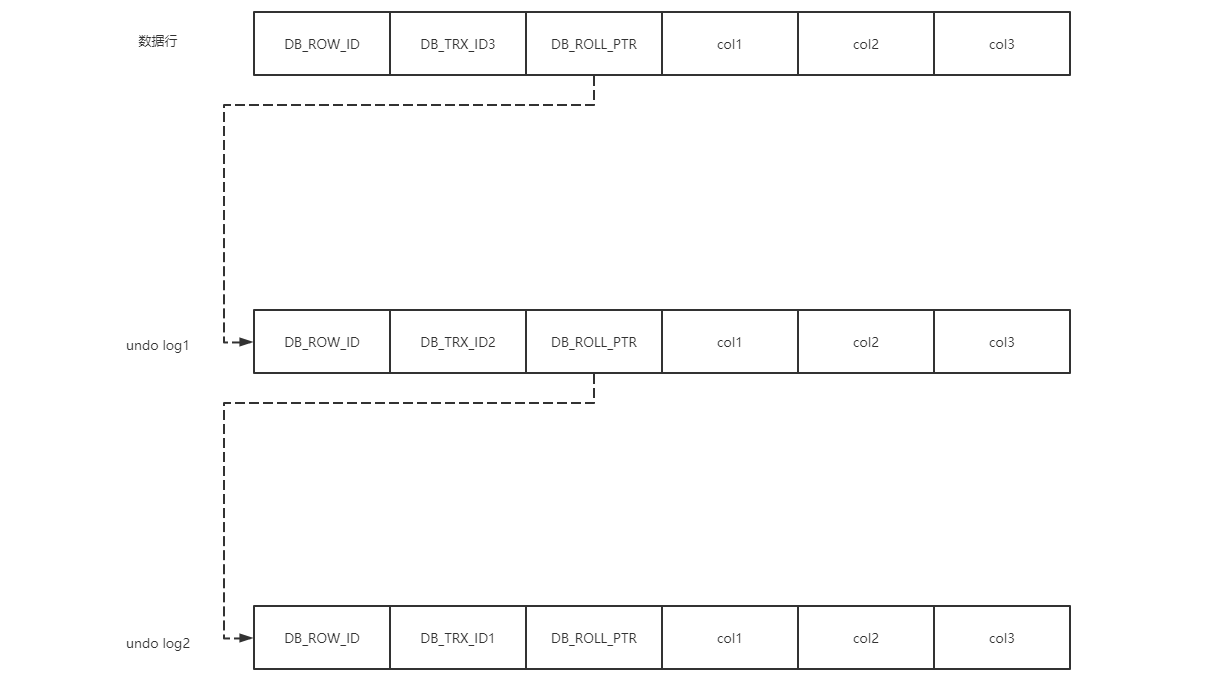 数据行 DB_ROW_ID DB_TRX_ID3 DB_ROLL_PTR col1 col2 col3
undo log1 DB_ROW_ID DB_TRX_ID2 DB_ROLL_PTR col1 col2 col3
undo log2 DB_ROW_ID DB_TRX_ID1 DB_ROLL_PTR col1 col2 col3